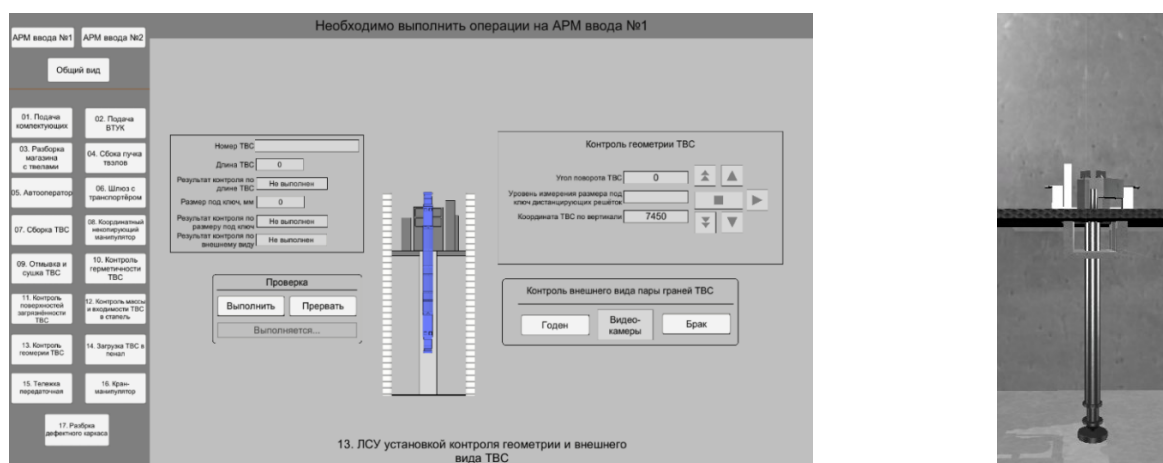 Необходимо выполнить операции на АРМ ввода №1
АРМ ввода №1
АРМ ввода №2
Общий вид
01. Подача
комлектующих
02. Подача
ВТУК
03. Разборка
магазина
с твелами
04. Сбока пучка
твэлов
05. Автооператор
06. Шлюз с
транспортёром
07. Сборка ТВС
08. Координатный
некопирующий
манипулятор
09. Отмывка и
сушка ТВС
10. Контроль
герметичности
ТВС
11. Контроль
поверхностей
загрязнённости
ТВС
12. Контроль массы
и входимости ТВС
в стапель
13. Контроль
геомерии ТВС
14. Загрузка ТВС в
пенал
15. Тележка
передаточная
16. Кран-
манипулятор
17. Разбрка
дефектного каркаса
Номер ТВС
Длина ТВС 0
Результат контроля по
длине ТВС Не выполнен
Размер под ключ, мм 0
Результат контроля по
размеру под ключ Не выполнен
Результат контроля по
внешнему виду Не выполнен
Проверка
Выполнить
Прервать
Выполняется...
Контроль геометрии ТВС
Угол поворота ТВС 0
Уровень измерения размера под
ключ дистанцирующих решёток
Координата ТВС по вертикали 7450
Контроль внешнего вида пары граней ТВС
Годен
Видео-
камеры
Брак
13. ЛСУ установкой контроля геометрии и внешнего
вида ТВС